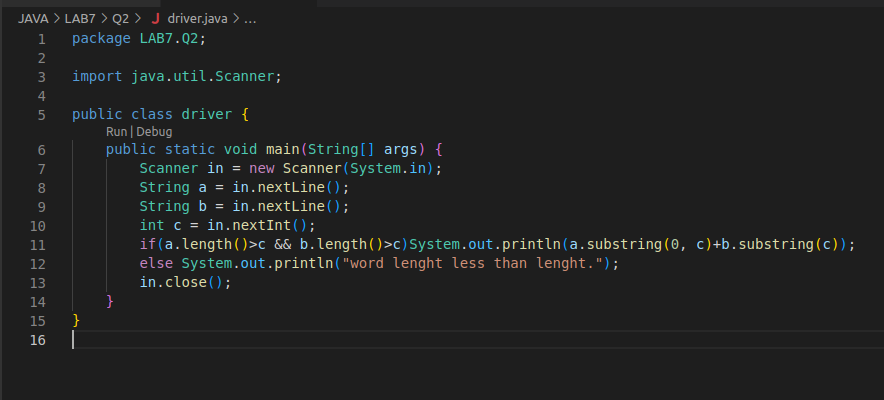 JAVA > LAB7 > Q2 > J driver.java > ...
1 package LAB7.Q2;
2
3 import java.util.Scanner;
4
5 public class driver {
Run | Debug
6 public static void main(String[] args) {
7 Scanner in = new Scanner(System.in);
8 String a = in.nextLine();
9 String b = in.nextLine();
10 int c = in.nextInt();
11 if(a.length()>c && b.length()>c)System.out.println(a.substring(0, c)+b.substring(c));
12 else System.out.println("word lenght less than lenght.");
13 in.close();
14 }
15 }
16